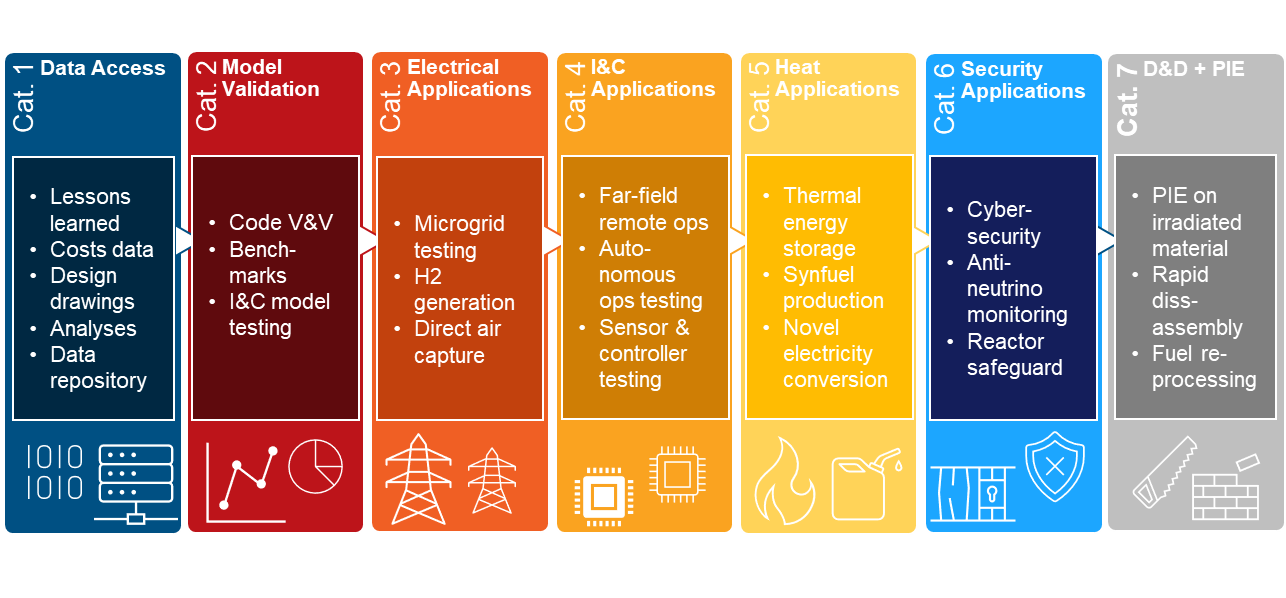 Cat. 1
Data Access
• Lessons
learned
• Costs data
• Design
drawings
• Analyses
• Data
repository
Cat. 2
Model
Validation
• Code V&V
• Bench-
marks
• I&C model
testing
Cat. 3
Electrical
Applications
• Microgrid
testing
• H2
generation
• Direct air
capture
Cat. 4
I&C
Applications
• Far-field
remote ops
• Auto-
nomous
ops testing
• Sensor &
controller
testing
Cat. 5
Heat
Applications
• Thermal
energy
storage
• Synfuel
production
• Novel
electricity
conversion
Cat. 6
Security
Applications
• Cyber-
security
• Anti-
neutrino
monitoring
• Reactor
safeguard
Cat. 7
D&D + PIE
• PIE on
irradiated
material
• Rapid
diss-
assembly
• Fuel re-
processing